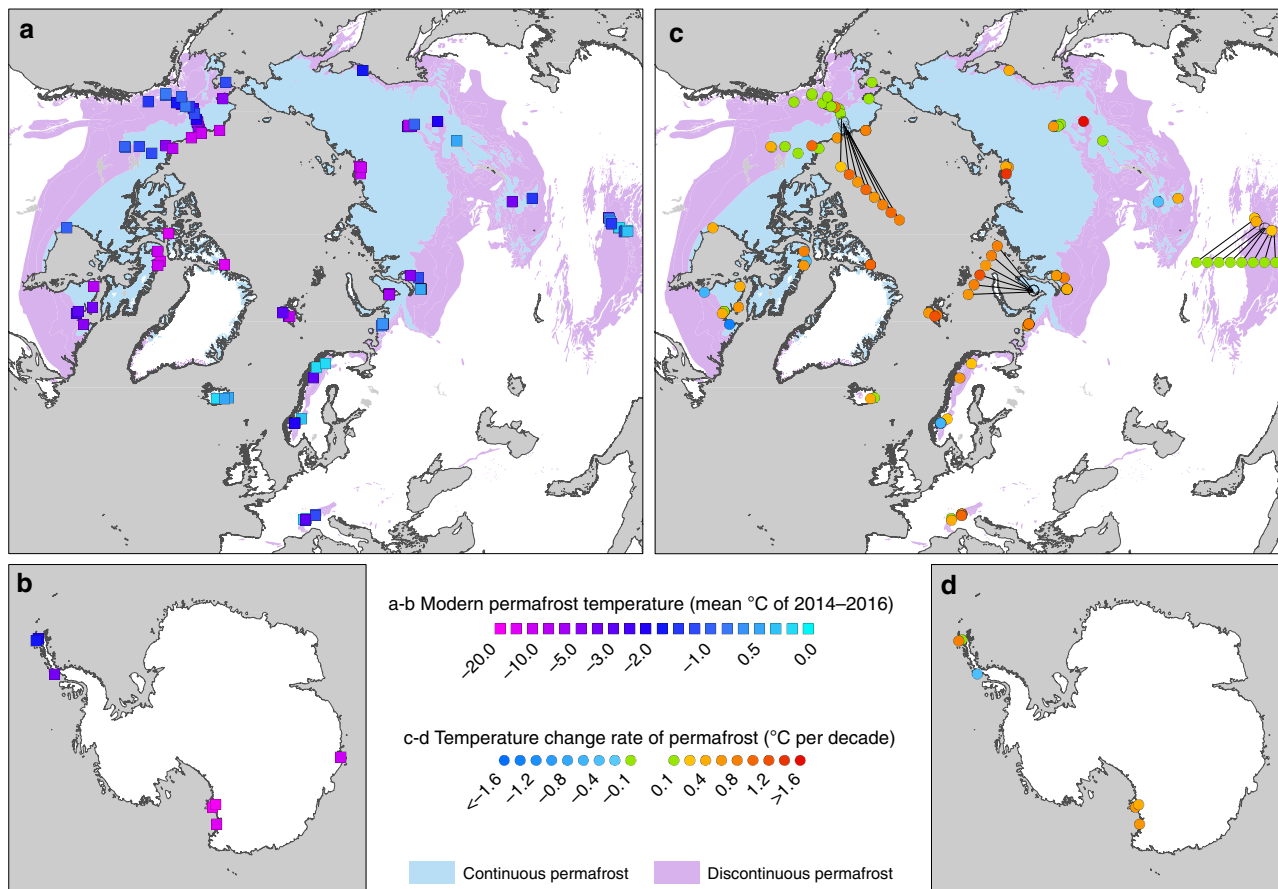 a
c
b
d
a-b Modern permafrost temperature (mean °C of 2014–2016)
−20.0 −10.0 −5.0 −3.0 −2.0 −1.0 0.5 0.0
c-d Temperature change rate of permafrost (°C per decade)
<−1.6 −1.2 −0.8 −0.4 −0.1 0.1 0.4 0.8 1.2 >1.6
Continuous permafrost Discontinuous permafrost